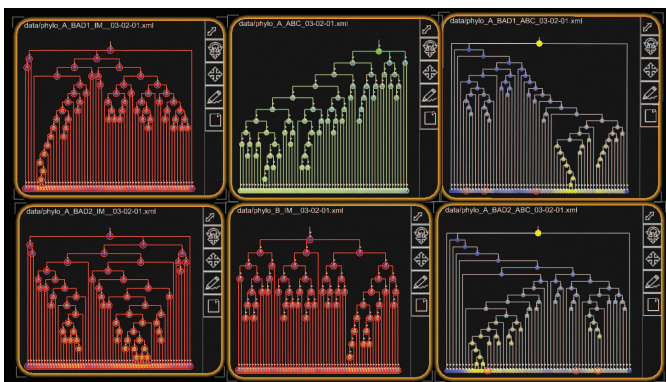 data/phylo_A_BAD1_IM__03-02-01.xml
data/phylo_A_ABC_03-02-01.xml
data/phylo_A_BAD1_ABC_03-02-01.xml
data/phylo_A_BAD2_IM__03-02-01.xml
data/phylo_B_IM__03-02-01.xml
data/phylo_A_BAD2_ABC_03-02-01.xml